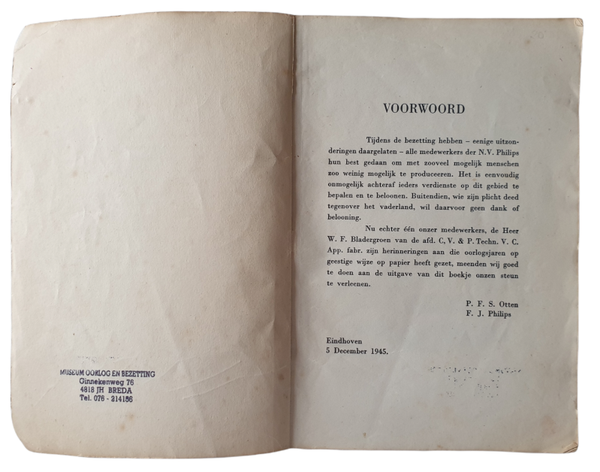 MUSEUM OORLOG EN BEZETTING
Ginnekenweg 76
4818 JH BREDA
Tel. 076 - 214186
VOORWOORD
Tijdens de bezetting hebben – eenige uitzon-
deringen daargelaten – alle medewerkers der N.V. Philips
hun best gedaan om met zooveel mogelijk menschen
zoo weinig mogelijk te produceeren. Het is eenvoudig
onmogelijk achteraf ieders verdienste op dit gebied te
bepalen en te beloonen. Buitendien, wie zijn plicht deed
tegenover het vaderland, wil daarvoor geen dank of
belooning.
Nu echter één onzer medewerkers, de Heer
W. F. Bladergroen van de afd. C. V. & P. Techn. V. C.
App. fabr. zijn herinneringen aan die oorlogsjaren op
geestige wijze op papier heeft gezet, meenden wij goed
te doen aan de uitgave van dit boekje onzen steun
te verleenen.
P. F. S. Otten
F. J. Philips
Eindhoven
5 December 1945.